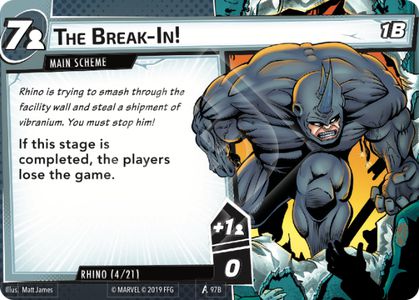 7
THE BREAK-IN!
1B
MAIN SCHEME
Rhino is trying to smash through the
facility wall and steal a shipment of
vibranium. You must stop him!
If this stage is
completed, the players
lose the game.
+1
0
RHINO (4/21)
Illus. Matt James
© MARVEL © 2019 FFG
97B